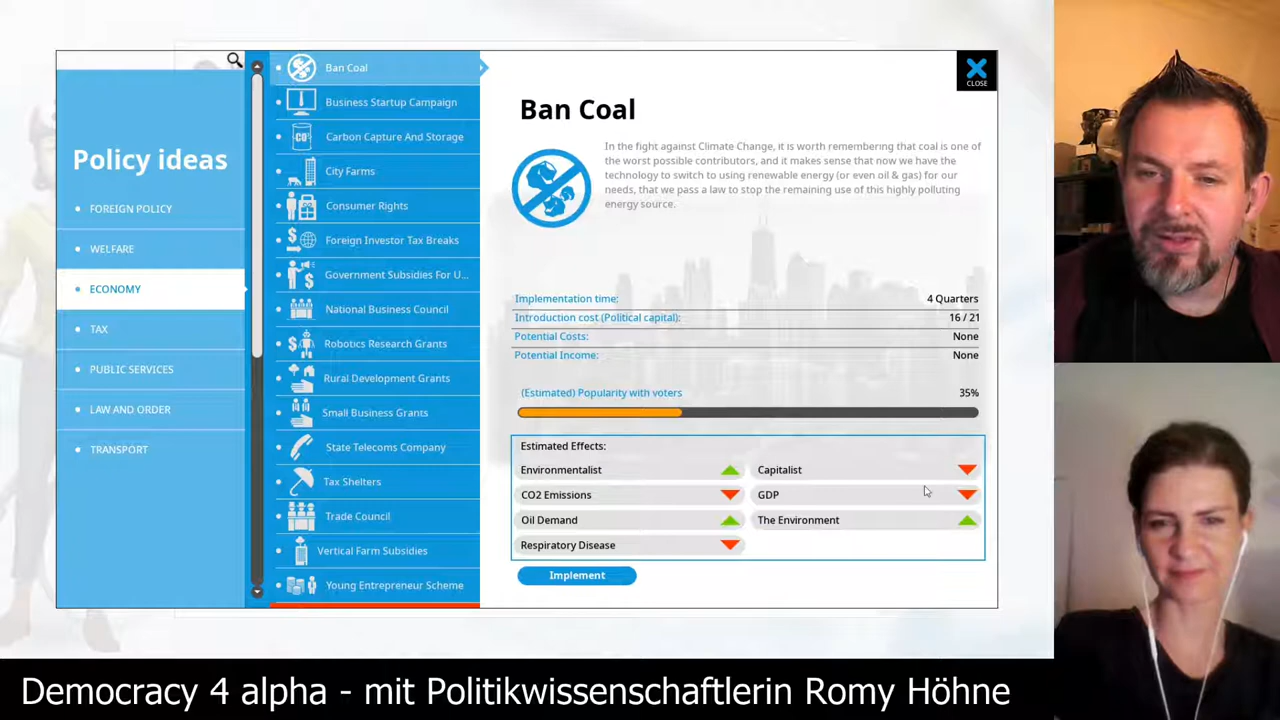 Policy ideas
FOREIGN POLICY
WELFARE
ECONOMY
TAX
PUBLIC SERVICES
LAW AND ORDER
TRANSPORT
Ban Coal
Business Startup Campaign
Carbon Capture And Storage
City Farms
Consumer Rights
Foreign Investor Tax Breaks
Government Subsidies For U...
National Business Council
Robotics Research Grants
Rural Development Grants
Small Business Grants
State Telecoms Company
Tax Shelters
Trade Council
Vertical Farm Subsidies
Young Entrepreneur Scheme
CLOSE
Ban Coal
In the fight against Climate Change, it is worth remembering that coal is one of
the worst possible contributors, and it makes sense that now we have the
technology to switch to using renewable energy (or even oil & gas) for our
needs, that we pass a law to stop the remaining use of this highly polluting
energy source.
Implementation time: 4 Quarters
Introduction cost (Political capital): 16 / 21
Potential Costs: None
Potential Income: None
(Estimated) Popularity with voters 35%
Estimated Effects:
Environmentalist Capitalist
CO2 Emissions GDP
Oil Demand The Environment
Respiratory Disease
Implement
Democracy 4 alpha - mit Politikwissenschaftlerin Romy Höhne